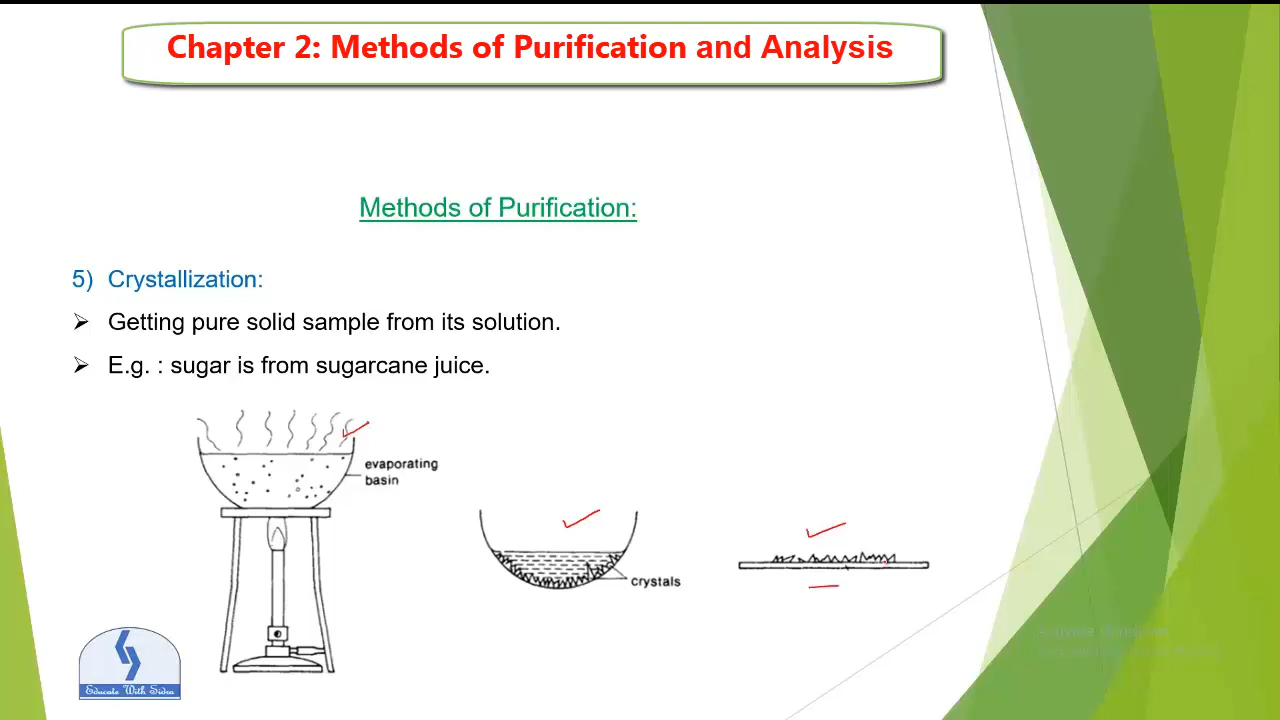 Chapter 2: Methods of Purification and Analysis
Methods of Purification:
5) Crystallization:
➢ Getting pure solid sample from its solution.
➢ E.g. : sugar is from sugarcane juice.
evaporating
basin
crystals
Educate With Sidra